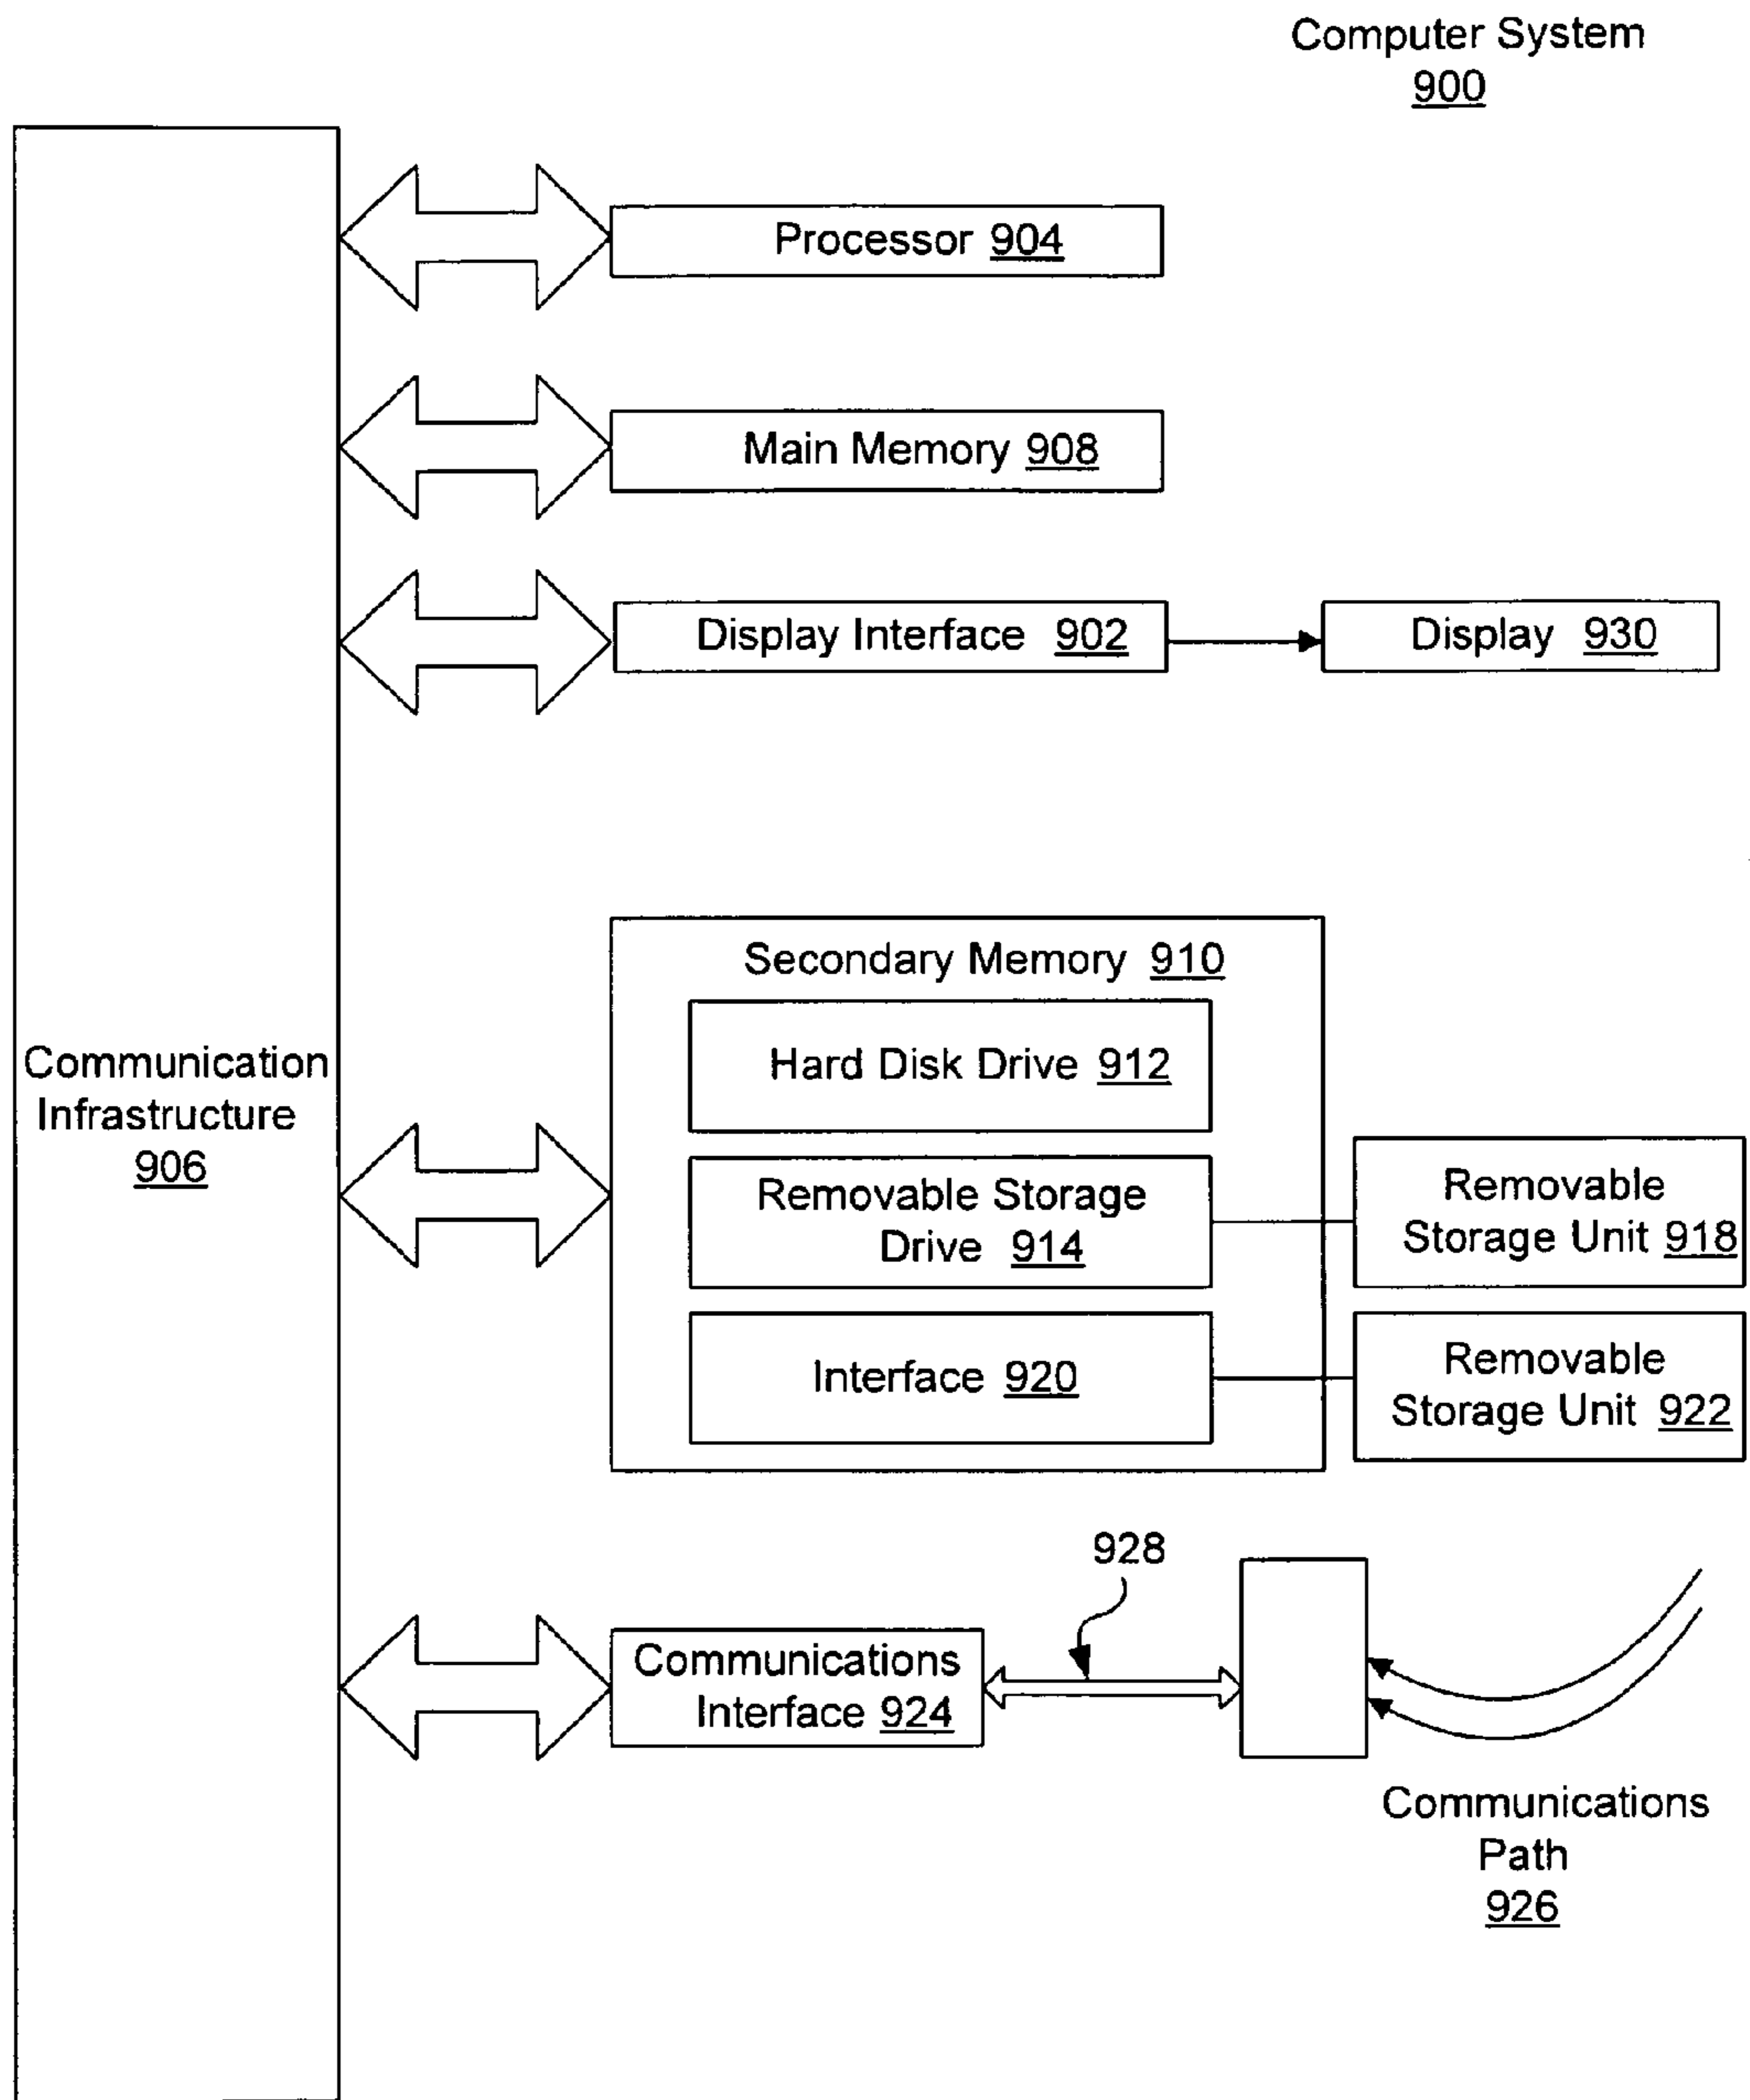 Computer System
900
Processor 904
Main Memory 908
Display Interface 902
Display 930
Communication
Infrastructure
906
Secondary Memory 910
Hard Disk Drive 912
Removable Storage
Drive 914
Removable
Storage Unit 918
Interface 920
Removable
Storage Unit 922
928
Communications
Interface 924
Communications
Path
926